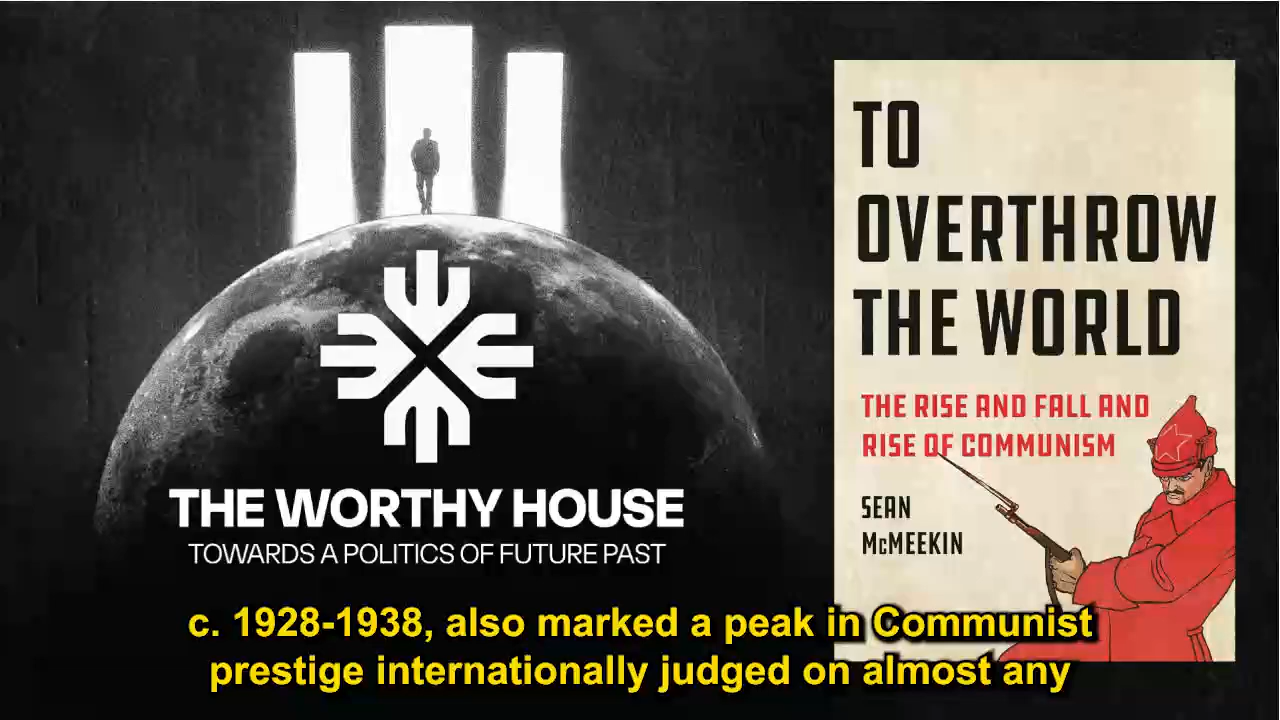 THE WORTHY HOUSE
TOWARDS A POLITICS OF FUTURE PAST
TO
OVERTHROW
THE WORLD
THE RISE AND FALL AND
RISE OF COMMUNISM
SEAN
McMEEKIN
c. 1928-1938, also marked a peak in Communist
prestige internationally judged on almost any